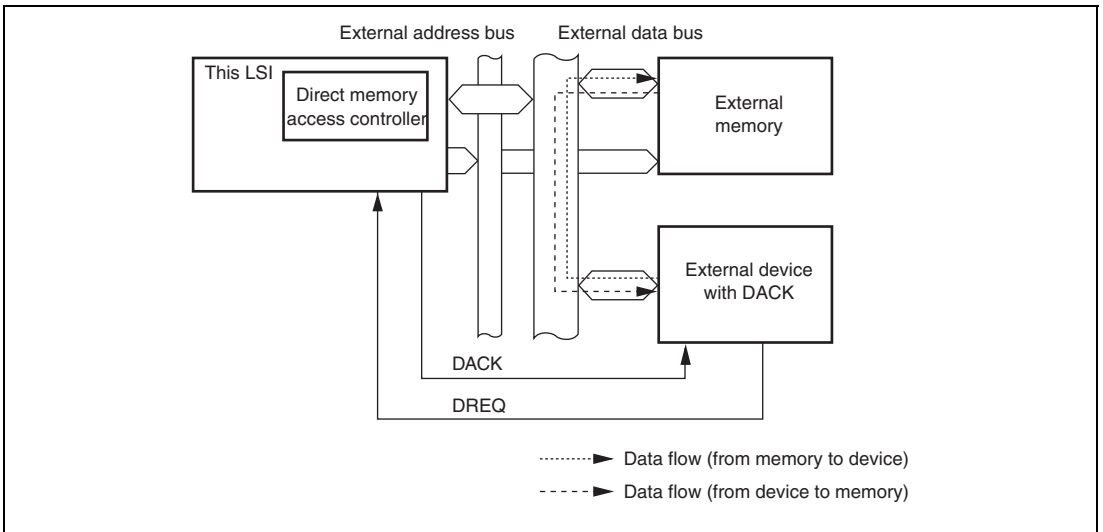 External address bus
External data bus
This LSI
Direct memory
access controller
External
memory
External device
with DACK
DACK
DREQ
Data flow (from memory to device)
Data flow (from device to memory)